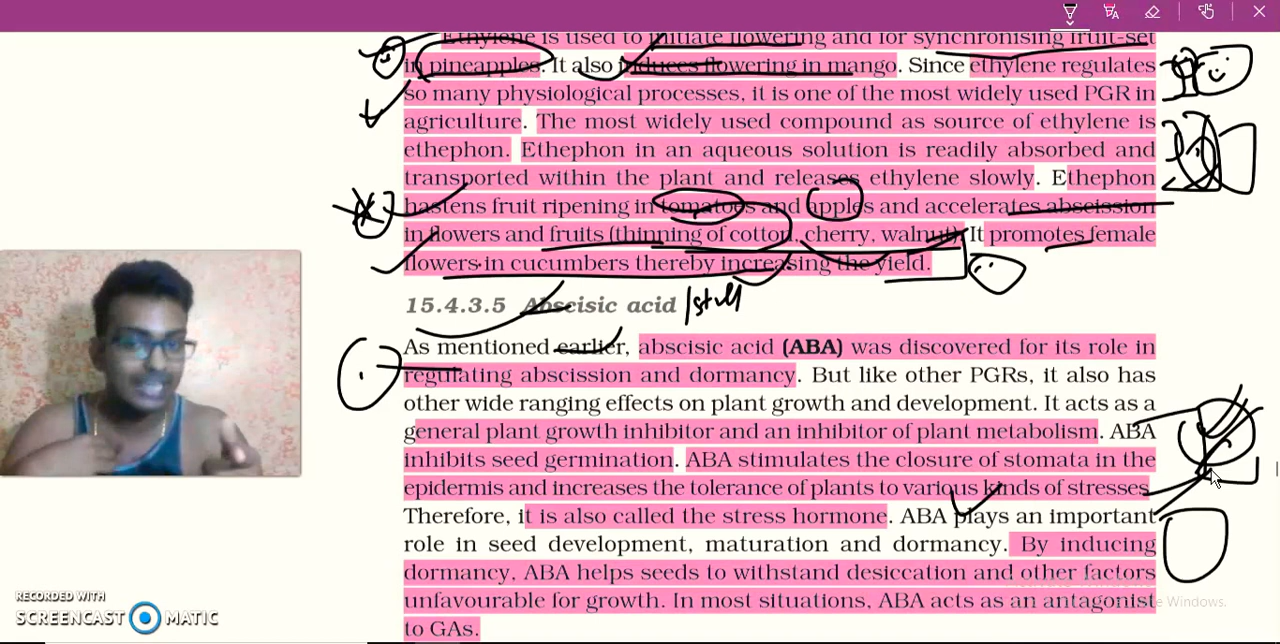 Ethylene is used to initiate flowering and for synchronising fruit-set
in pineapples. It also induces flowering in mango. Since ethylene regulates
so many physiological processes, it is one of the most widely used PGR in
agriculture. The most widely used compound as source of ethylene is
ethephon. Ethephon in an aqueous solution is readily absorbed and
transported within the plant and releases ethylene slowly. Ethephon
hastens fruit ripening in tomatoes and apples and accelerates abscission
in flowers and fruits (thinning of cotton, cherry, walnut). It promotes female
flowers in cucumbers thereby increasing the yield.
15.4.3.5 Abscisic acid
As mentioned earlier, abscisic acid (ABA) was discovered for its role in
regulating abscission and dormancy. But like other PGRs, it also has
other wide ranging effects on plant growth and development. It acts as a
general plant growth inhibitor and an inhibitor of plant metabolism. ABA
inhibits seed germination. ABA stimulates the closure of stomata in the
epidermis and increases the tolerance of plants to various kinds of stresses.
Therefore, it is also called the stress hormone. ABA plays an important
role in seed development, maturation and dormancy. By inducing
dormancy, ABA helps seeds to withstand desiccation and other factors
unfavourable for growth. In most situations, ABA acts as an antagonist
to GAs.
RECORDED WITH
SCREENCAST MATIC
Windows.